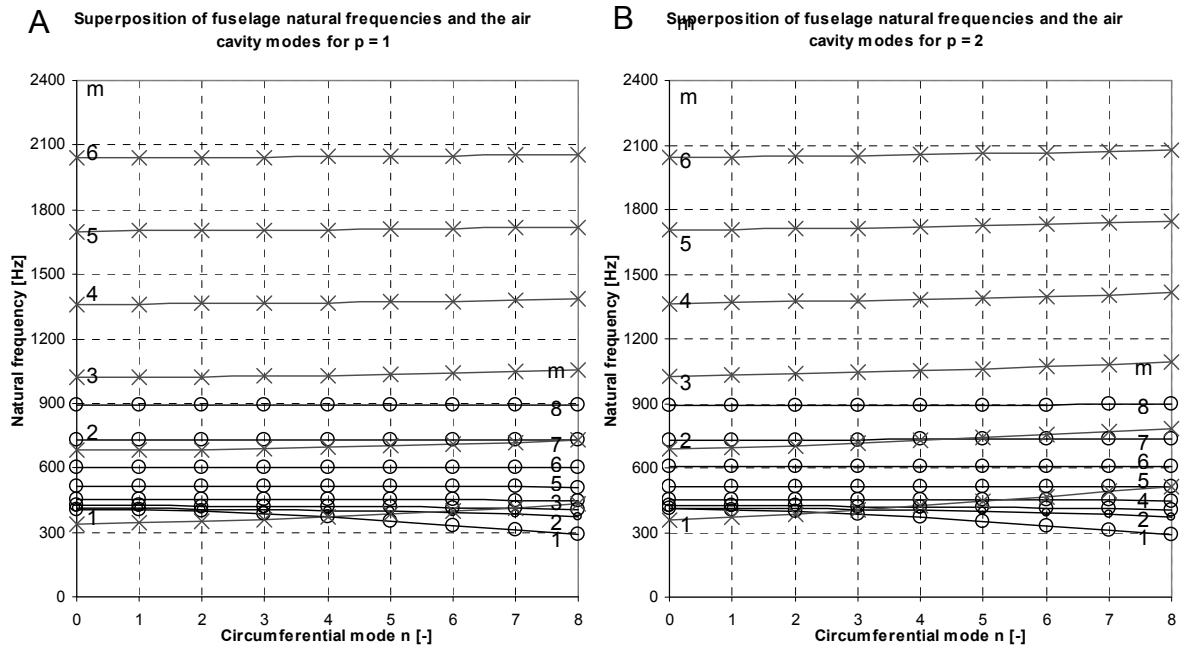 A
Superposition of fuselage natural frequencies and the air
cavity modes for p = 1
Natural frequency [Hz]
2400
2100
1800
1500
1200
900
600
300
0
m
6
5
4
3
2
1
m
8
7
6
5
3
2
1
0 1 2 3 4 5 6 7 8
Circumferential mode n [-]
B
Superposition of fuselage natural frequencies and the air
m
cavity modes for p = 2
Natural frequency [Hz]
2400
2100
1800
1500
1200
900
600
300
0
m
6
5
4
3
2
1
m
8
7
6
5
4
2
1
0 1 2 3 4 5 6 7 8
Circumferential mode n [-]